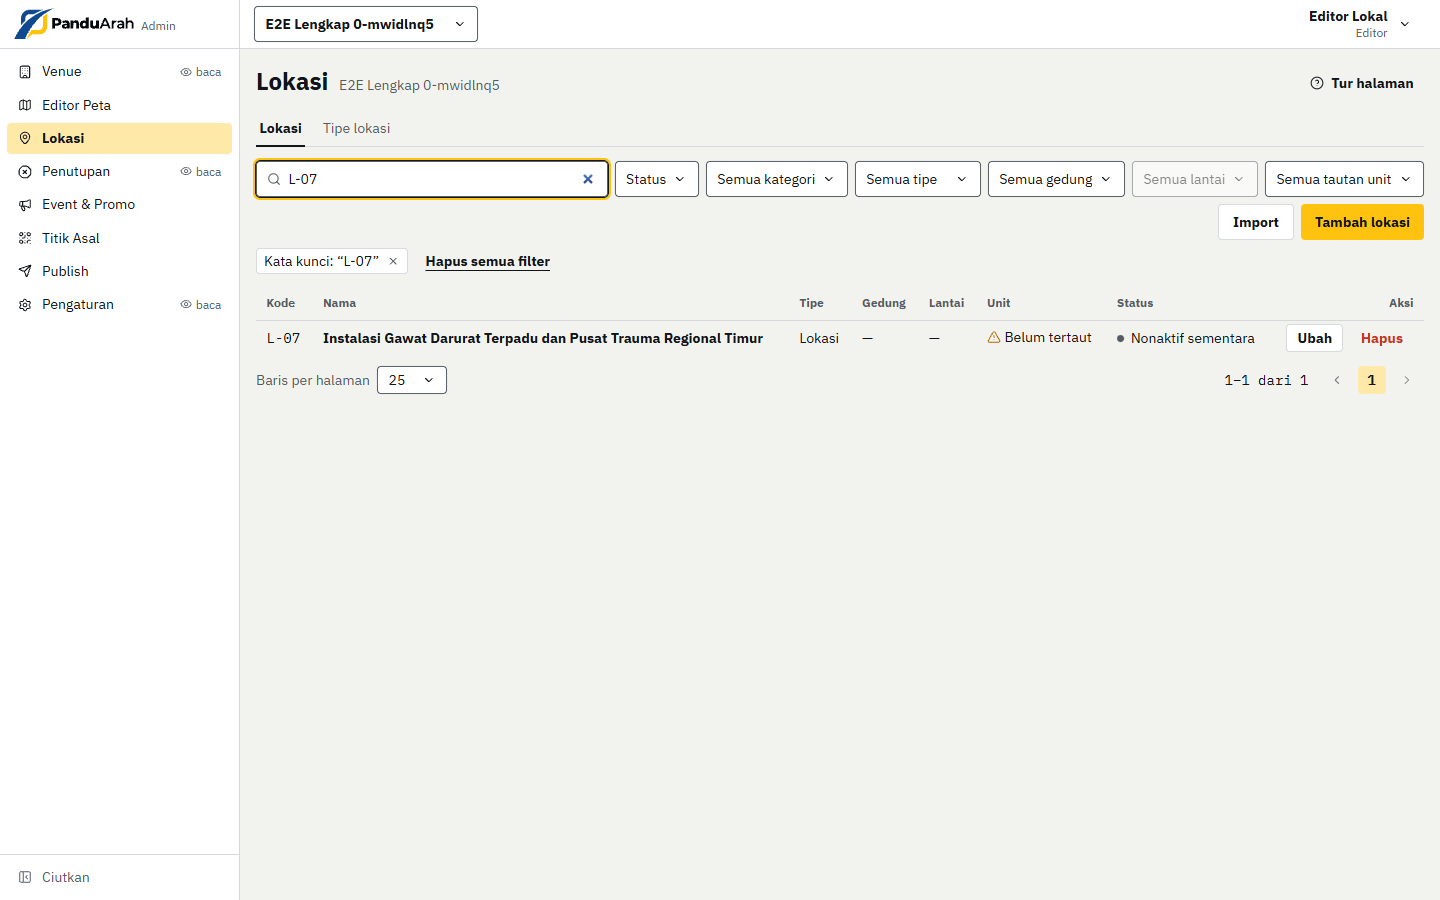 PanduArah Admin
E2E Lengkap 0-mwidlnq5
Editor Lokal
Editor
Venue baca
Editor Peta
Lokasi
Penutupan baca
Event & Promo
Titik Asal
Publish
Pengaturan baca
Ciutkan
Lokasi E2E Lengkap 0-mwidlnq5
Tur halaman
Lokasi Tipe lokasi
L-07
Status Semua kategori Semua tipe Semua gedung Semua lantai Semua tautan unit
Import Tambah lokasi
Kata kunci: “L-07” × Hapus semua filter
Kode Nama Tipe Gedung Lantai Unit Status Aksi
L-07 Instalasi Gawat Darurat Terpadu dan Pusat Trauma Regional Timur Lokasi — — Belum tertaut Nonaktif sementara Ubah Hapus
Baris per halaman 25 1–1 dari 1 1